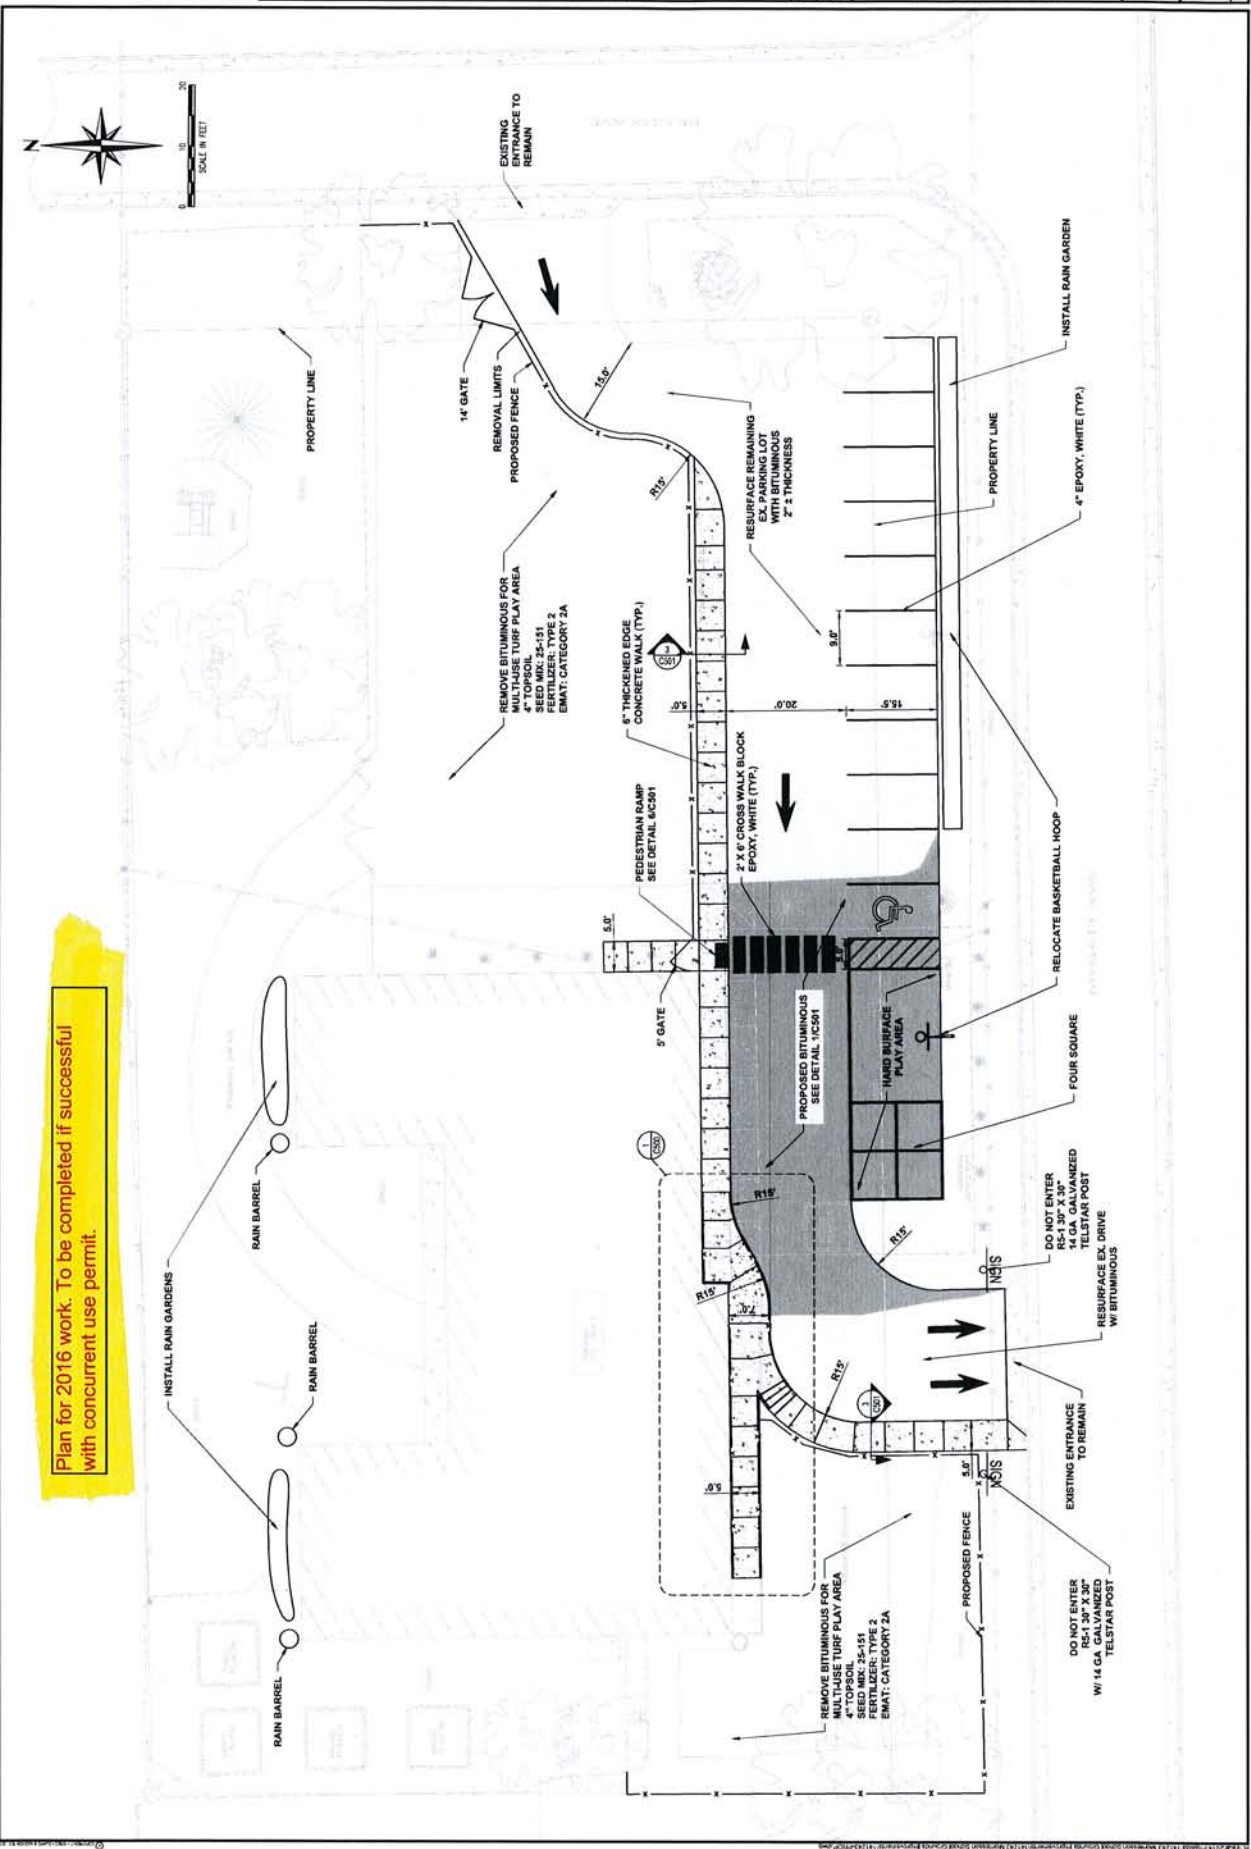 Plan for 2016 work. To be completed if successful
with concurrent use permit.
N
0 10 20
SCALE IN FEET
INSTALL RAIN GARDENS
RAIN BARREL
RAIN BARREL
RAIN BARREL
PROPERTY LINE
EXISTING
ENTRANCE TO
REMAIN
14' GATE
REMOVAL LIMITS
PROPOSED FENCE
15.0'
R15'
REMOVE BITUMINOUS FOR
MULTI-USE TURF PLAY AREA
4" TOPSOIL
SEED MIX: 25-151
FERTILIZER: TYPE 2
EMAT: CATEGORY 2A
6" THICKENED EDGE
CONCRETE WALK (TYP.)
3
C501
PEDESTRIAN RAMP
SEE DETAIL 6/C501
5.0'
5' GATE
2' X 6' CROSS WALK BLOCK
EPOXY, WHITE (TYP.)
5.0'
20.0'
15.5'
9.0'
RESURFACE REMAINING
EX. PARKING LOT
WITH BITUMINOUS
2" ± THICKNESS
INSTALL RAIN GARDEN
PROPERTY LINE
4" EPOXY, WHITE (TYP.)
5.0'
PROPOSED BITUMINOUS
SEE DETAIL 1/C501
HARD SURFACE
PLAY AREA
RELOCATE BASKETBALL HOOP
FOUR SQUARE
1
C500
R15'
R15'
7.0'
R15'
R15'
5.0'
3
C501
5.0'
SIGN
SIGN
DO NOT ENTER
R5-1 30" X 30"
14 GA GALVANIZED
TELSTAR POST
RESURFACE EX. DRIVE
W/ BITUMINOUS
EXISTING ENTRANCE
TO REMAIN
REMOVE BITUMINOUS FOR
MULTI-USE TURF PLAY AREA
4" TOPSOIL
SEED MIX: 25-151
FERTILIZER: TYPE 2
EMAT: CATEGORY 2A
PROPOSED FENCE
DO NOT ENTER
R5-1 30" X 30"
W/ 14 GA GALVANIZED
TELSTAR POST